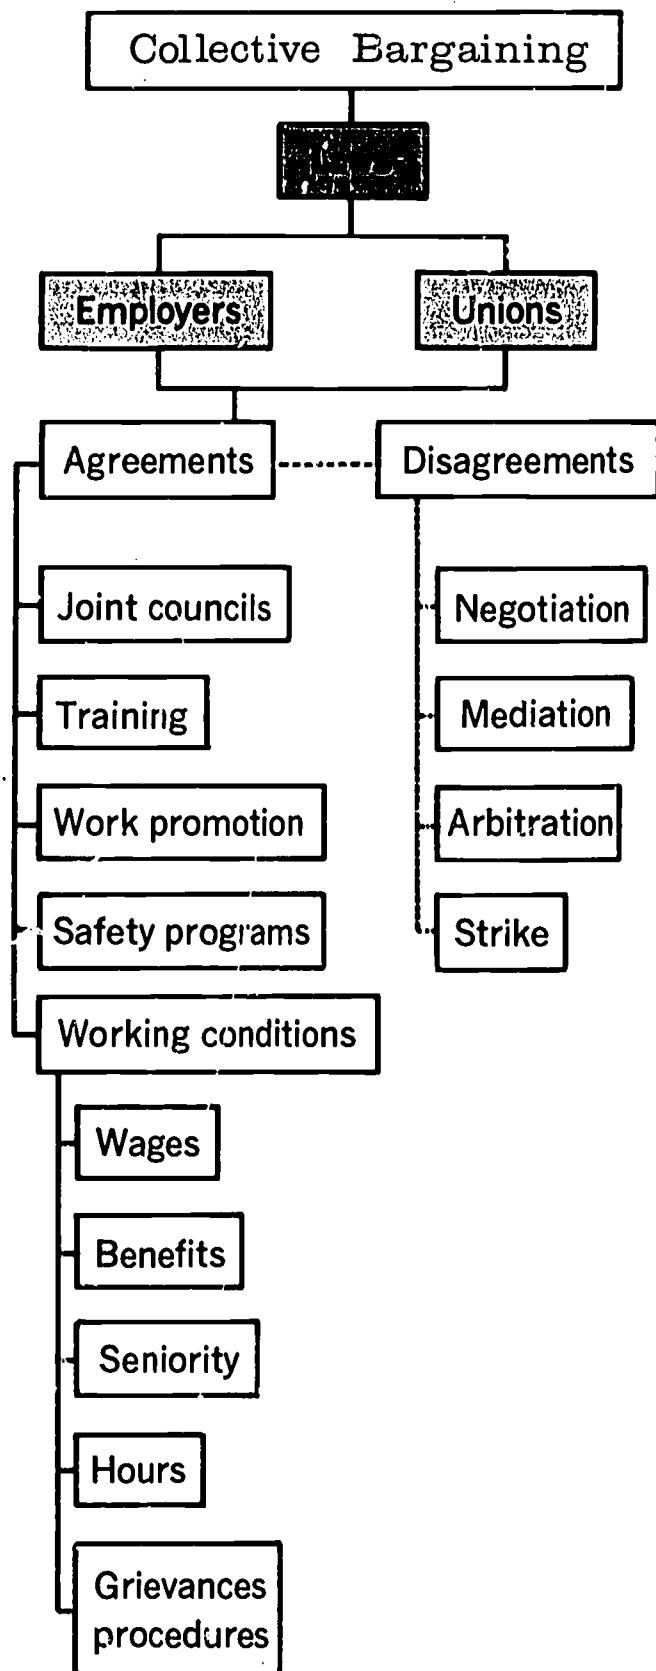 Collective Bargaining
Employers
Unions
Agreements
Disagreements
Joint councils
Training
Work promotion
Safety programs
Working conditions
Negotiation
Mediation
Arbitration
Strike
Wages
Benefits
Seniority
Hours
Grievances
procedures